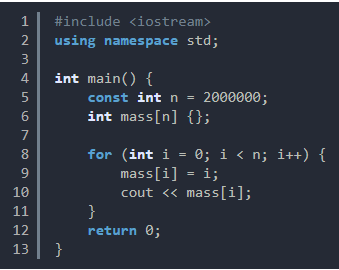 1 #include <iostream>
2 using namespace std;
3
4 int main() {
5     const int n = 2000000;
6     int mass[n] {};
7
8     for (int i = 0; i < n; i++) {
9         mass[i] = i;
10         cout << mass[i];
11     }
12     return 0;
13 }